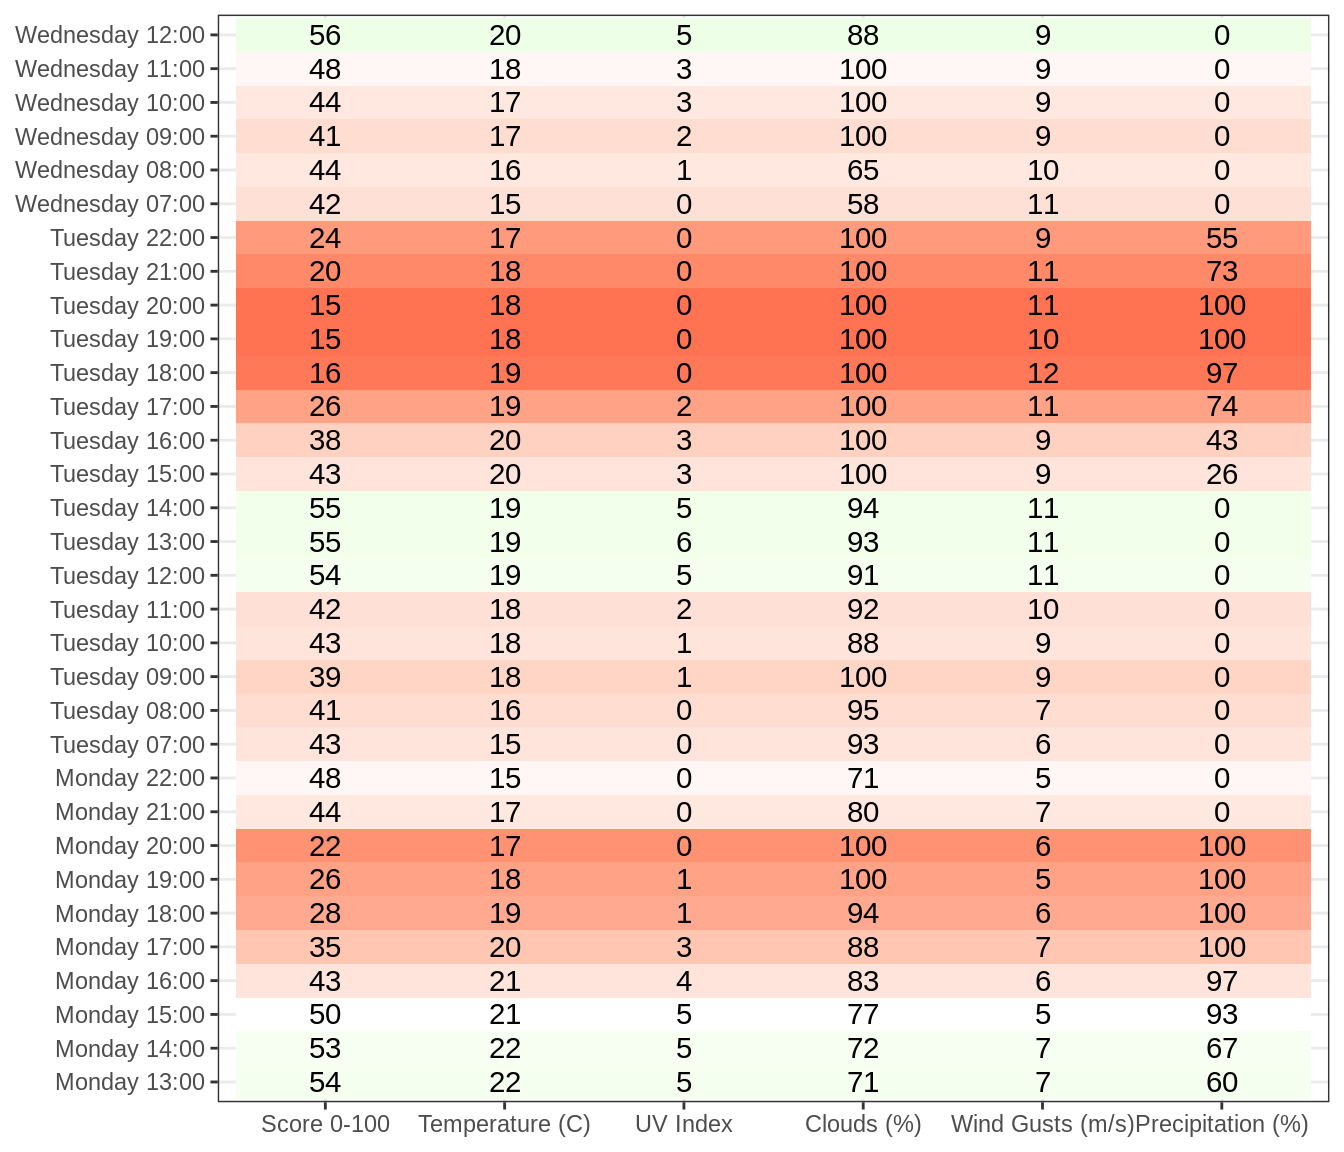 Wednesday 12:00 56 20 5 88 9 0
Wednesday 11:00 48 18 3 100 9 0
Wednesday 10:00 44 17 3 100 9 0
Wednesday 09:00 41 17 2 100 9 0
Wednesday 08:00 44 16 1 65 10 0
Wednesday 07:00 42 15 0 58 11 0
Tuesday 22:00 24 17 0 100 9 55
Tuesday 21:00 20 18 0 100 11 73
Tuesday 20:00 15 18 0 100 11 100
Tuesday 19:00 15 18 0 100 10 100
Tuesday 18:00 16 19 0 100 12 97
Tuesday 17:00 26 19 2 100 11 74
Tuesday 16:00 38 20 3 100 9 43
Tuesday 15:00 43 20 3 100 9 26
Tuesday 14:00 55 19 5 94 11 0
Tuesday 13:00 55 19 6 93 11 0
Tuesday 12:00 54 19 5 91 11 0
Tuesday 11:00 42 18 2 92 10 0
Tuesday 10:00 43 18 1 88 9 0
Tuesday 09:00 39 18 1 100 9 0
Tuesday 08:00 41 16 0 95 7 0
Tuesday 07:00 43 15 0 93 6 0
Monday 22:00 48 15 0 71 5 0
Monday 21:00 44 17 0 80 7 0
Monday 20:00 22 17 0 100 6 100
Monday 19:00 26 18 1 100 5 100
Monday 18:00 28 19 1 94 6 100
Monday 17:00 35 20 3 88 7 100
Monday 16:00 43 21 4 83 6 97
Monday 15:00 50 21 5 77 5 93
Monday 14:00 53 22 5 72 7 67
Monday 13:00 54 22 5 71 7 60
Score 0-100 Temperature (C) UV Index Clouds (%) Wind Gusts (m/s) Precipitation (%)